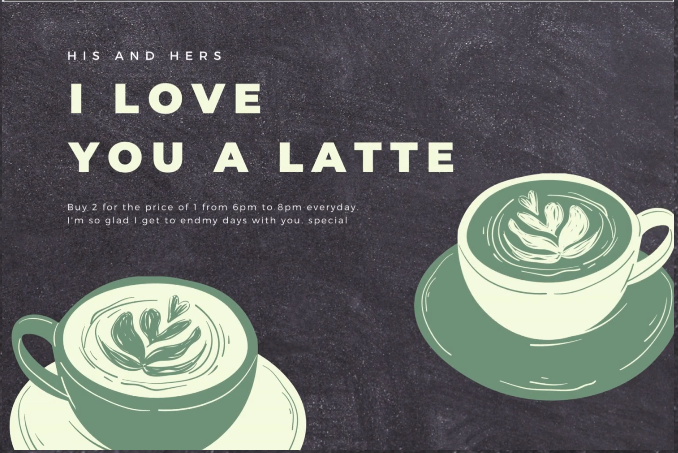 HIS AND HERS
I LOVE
YOU A LATTE
Buy 2 for the price of 1 from 6pm to 8pm everyday.
I'm so glad I get to endmy days with you. special